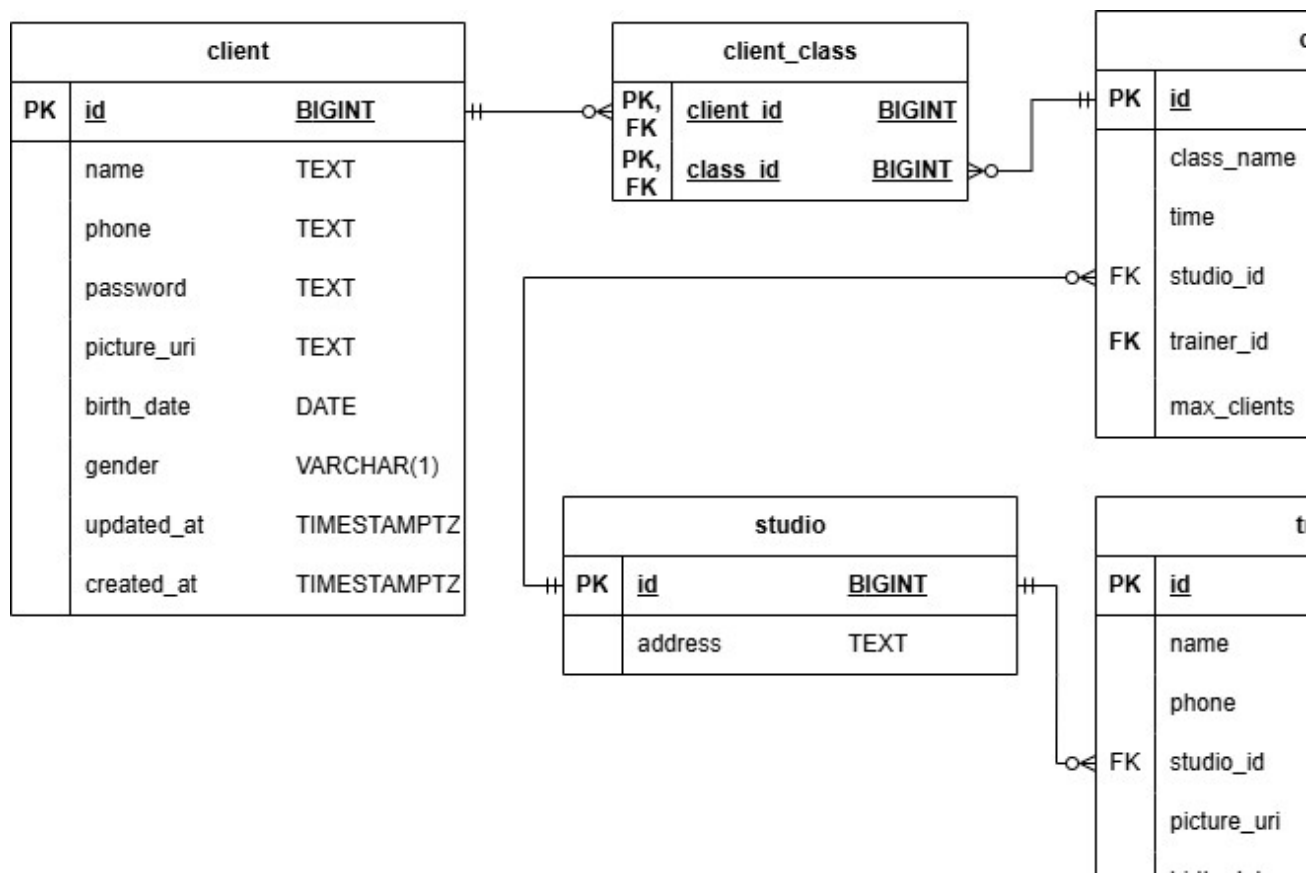 client
PK id BIGINT
name TEXT
phone TEXT
password TEXT
picture_uri TEXT
birth_date DATE
gender VARCHAR(1)
updated_at TIMESTAMPTZ
created_at TIMESTAMPTZ
client_class
PK, FK client_id BIGINT
PK, FK class_id BIGINT
PK id
class_name
time
FK studio_id
FK trainer_id
max_clients
studio
PK id BIGINT
address TEXT
PK id
name
phone
FK studio_id
picture_uri